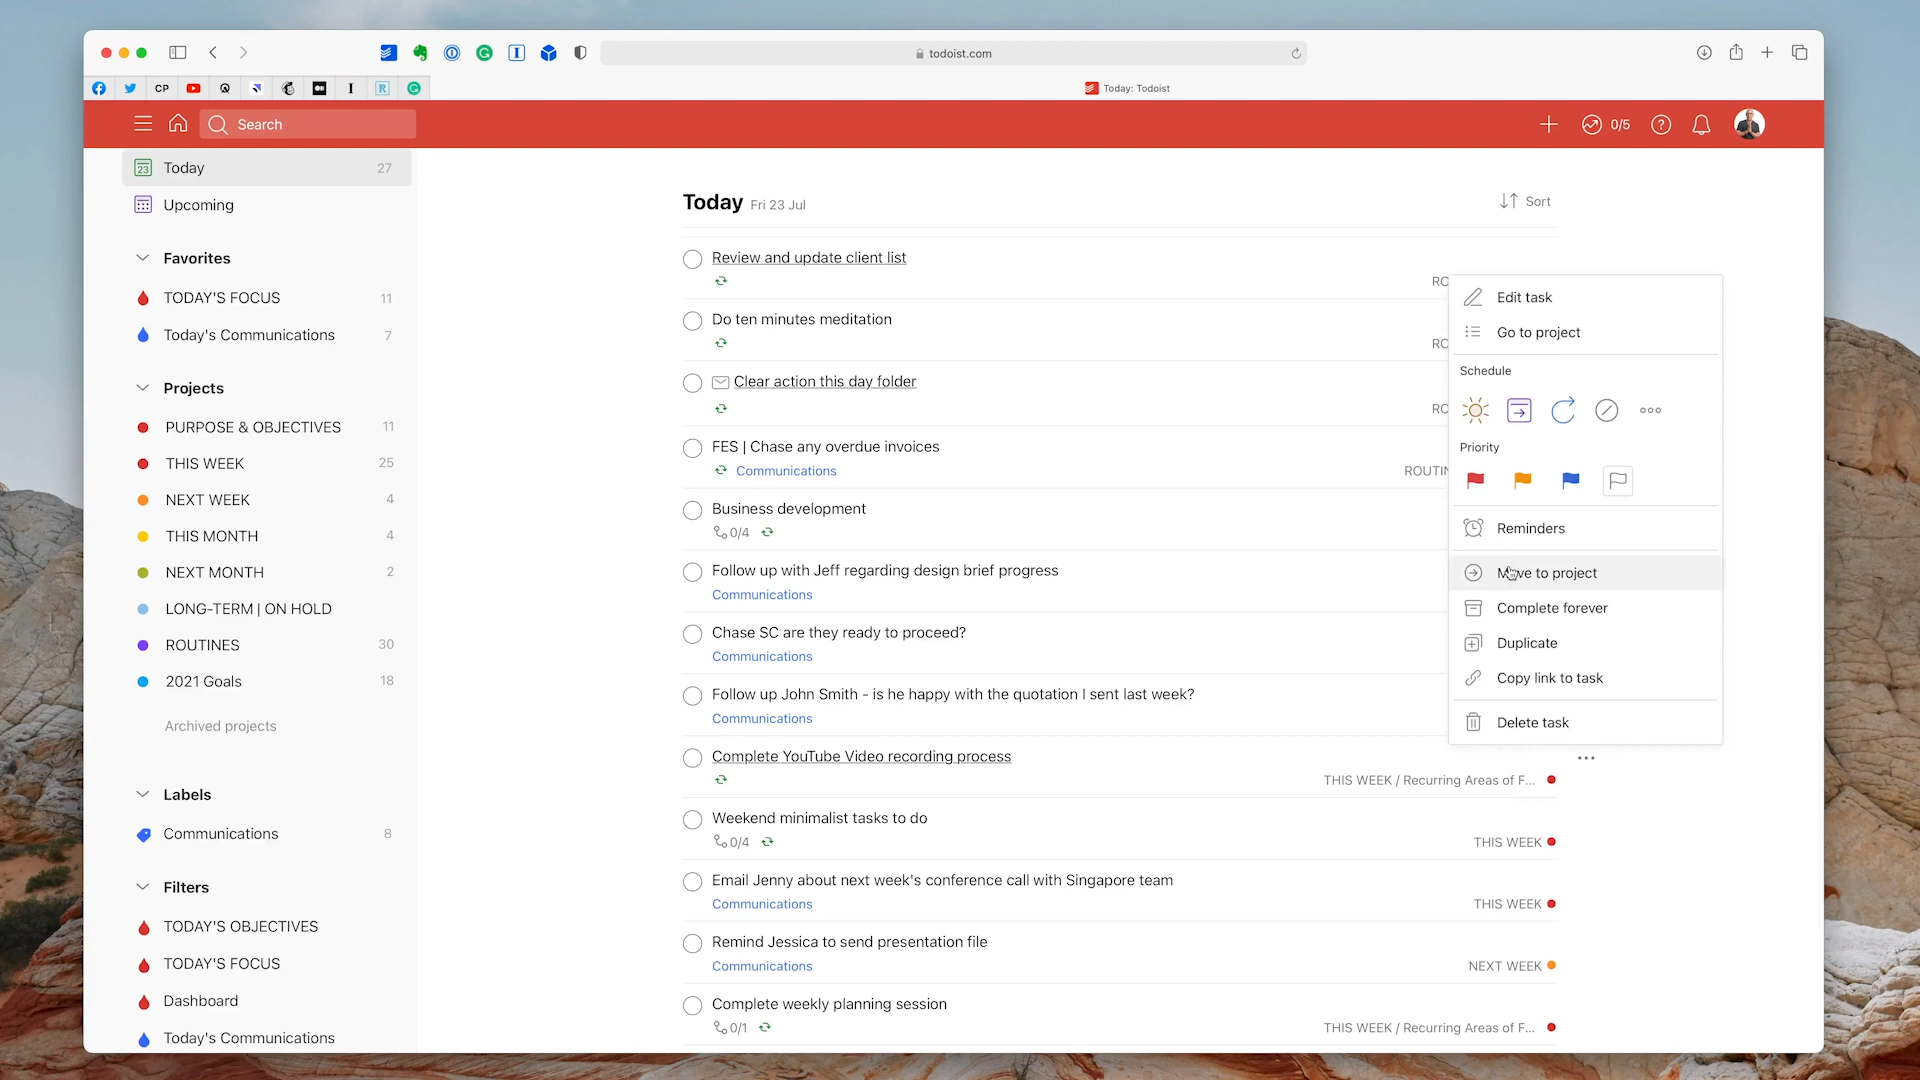 todoist.com
CP
I
R
Today: Todoist
Search
0/5
23 Today 27
Upcoming
Favorites
TODAY'S FOCUS 11
Today's Communications 7
Projects
PURPOSE & OBJECTIVES 11
THIS WEEK 25
NEXT WEEK 4
THIS MONTH 4
NEXT MONTH 2
LONG-TERM | ON HOLD
ROUTINES 30
2021 Goals 18
Archived projects
Labels
Communications 8
Filters
TODAY'S OBJECTIVES
TODAY'S FOCUS
Dashboard
Today's Communications
Today Fri 23 Jul
Sort
Review and update client list
RO
Do ten minutes meditation
RO
Clear action this day folder
RO
FES | Chase any overdue invoices
Communications ROUTIN
Business development
0/4
Follow up with Jeff regarding design brief progress
Communications
Chase SC are they ready to proceed?
Communications
Follow up John Smith - is he happy with the quotation I sent last week?
Communications
Complete YouTube Video recording process
THIS WEEK / Recurring Areas of F...
Weekend minimalist tasks to do
0/4 THIS WEEK
Email Jenny about next week's conference call with Singapore team
Communications THIS WEEK
Remind Jessica to send presentation file
Communications NEXT WEEK
Complete weekly planning session
0/1 THIS WEEK / Recurring Areas of F...
Edit task
Go to project
Schedule
Priority
Reminders
Move to project
Complete forever
Duplicate
Copy link to task
Delete task